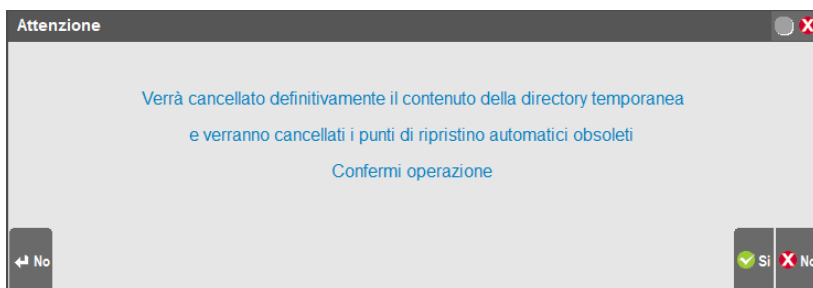 Attenzione
Verrà cancellato definitivamente il contenuto della directory temporanea
e verranno cancellati i punti di ripristino automatici obsoleti
Confermi operazione
No
Si
No